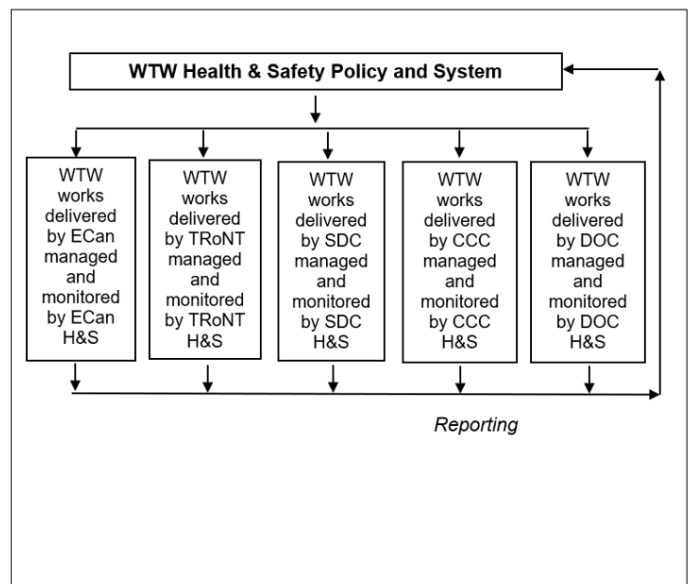 WTW Health & Safety Policy and System
WTW
works
delivered
by ECan
managed
and
monitored
by ECan
H&S
WTW
works
delivered
by TRoNT
managed
and
monitored
by TRoNT
H&S
WTW
works
delivered
by SDC
managed
and
monitored
by SDC
H&S
WTW
works
delivered
by CCC
managed
and
monitored
by CCC
H&S
WTW
works
delivered
by DOC
managed
and
monitored
by DOC
H&S
Reporting